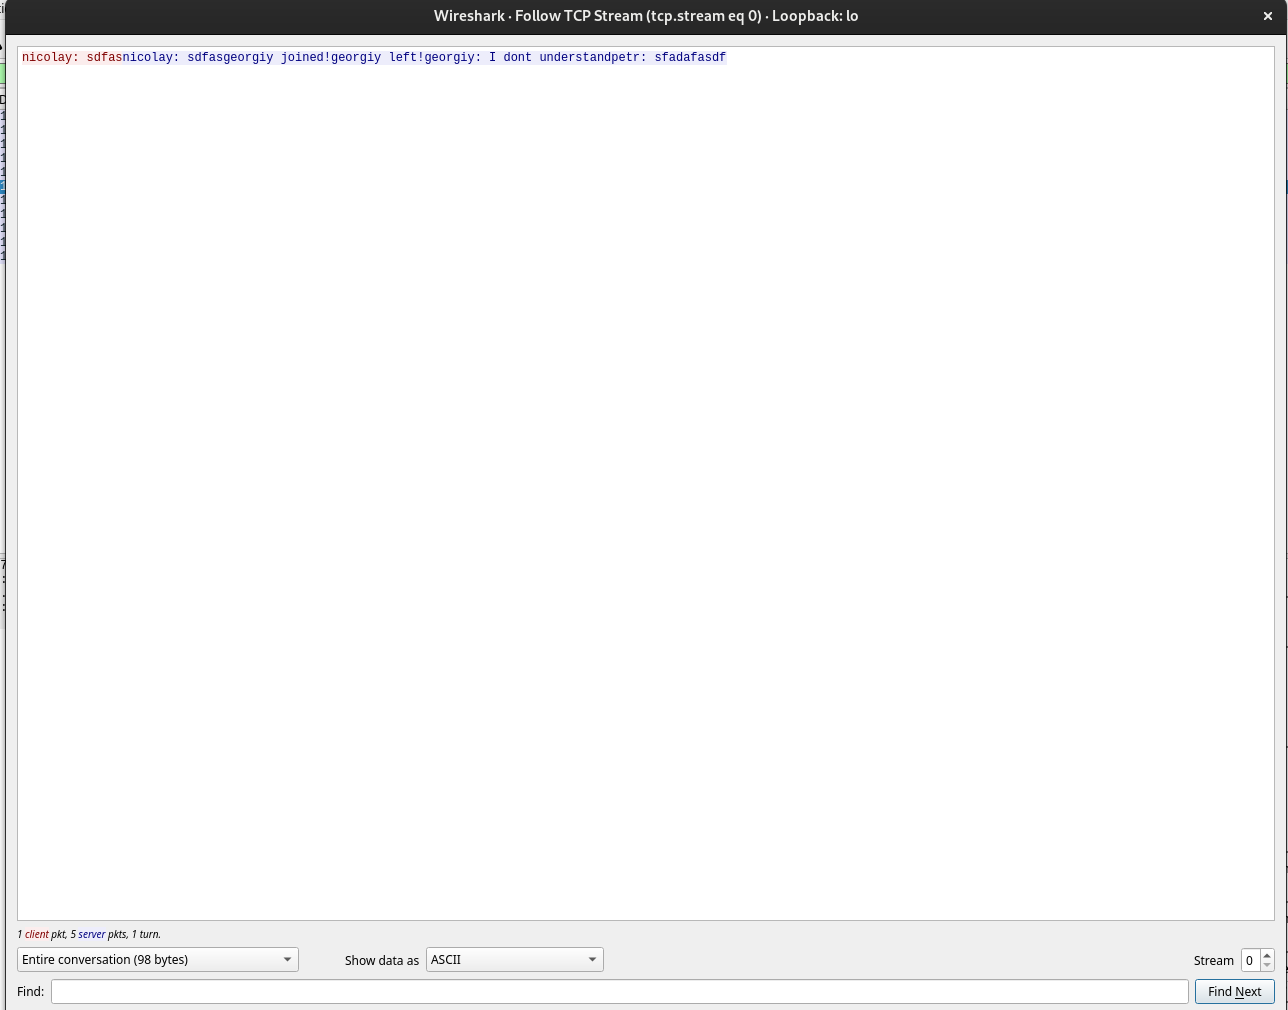 Wireshark · Follow TCP Stream (tcp.stream eq 0) · Loopback: lo
nicolay: sdfasnicolay: sdfasgeorgiy joined!georgiy left!georgiy: I dont understandpetr: sfadafasdf
1 client pkt, 5 server pkts, 1 turn.
Entire conversation (98 bytes)
Show data as
ASCII
Stream
0
Find:
Find Next